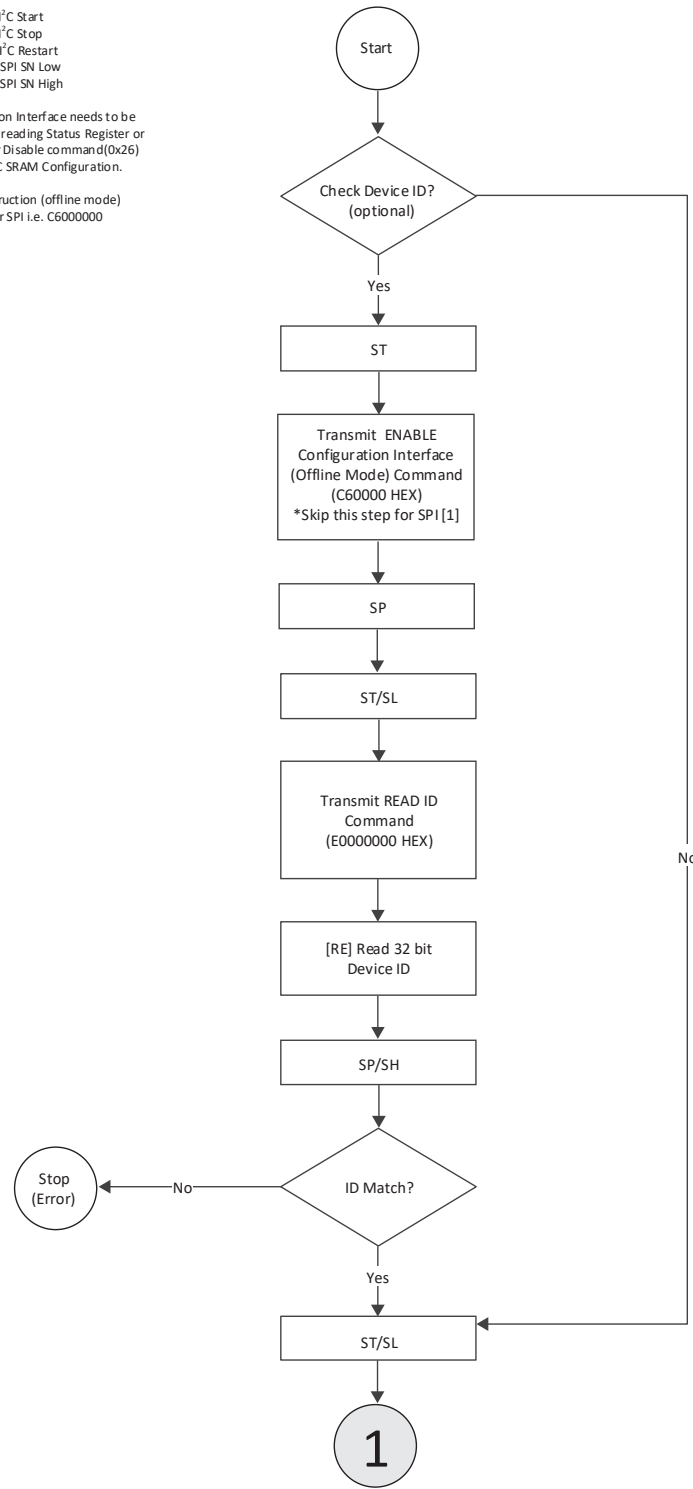 I²C Start
I²C Stop
I²C Restart
SPI SN Low
SPI SN High
on Interface needs to be
reading Status Register or
Disable command(0x26)
C SRAM Configuration.
ruction (offline mode)
r SPI i.e. C6000000
Start
Check Device ID?
(optional)
Yes
ST
Transmit ENABLE
Configuration Interface
(Offline Mode) Command
(C60000 HEX)
*Skip this step for SPI [1]
SP
ST/SL
Transmit READ ID
Command
(E0000000 HEX)
No
[RE] Read 32 bit
Device ID
SP/SH
Stop
(Error)
No
ID Match?
Yes
ST/SL
1